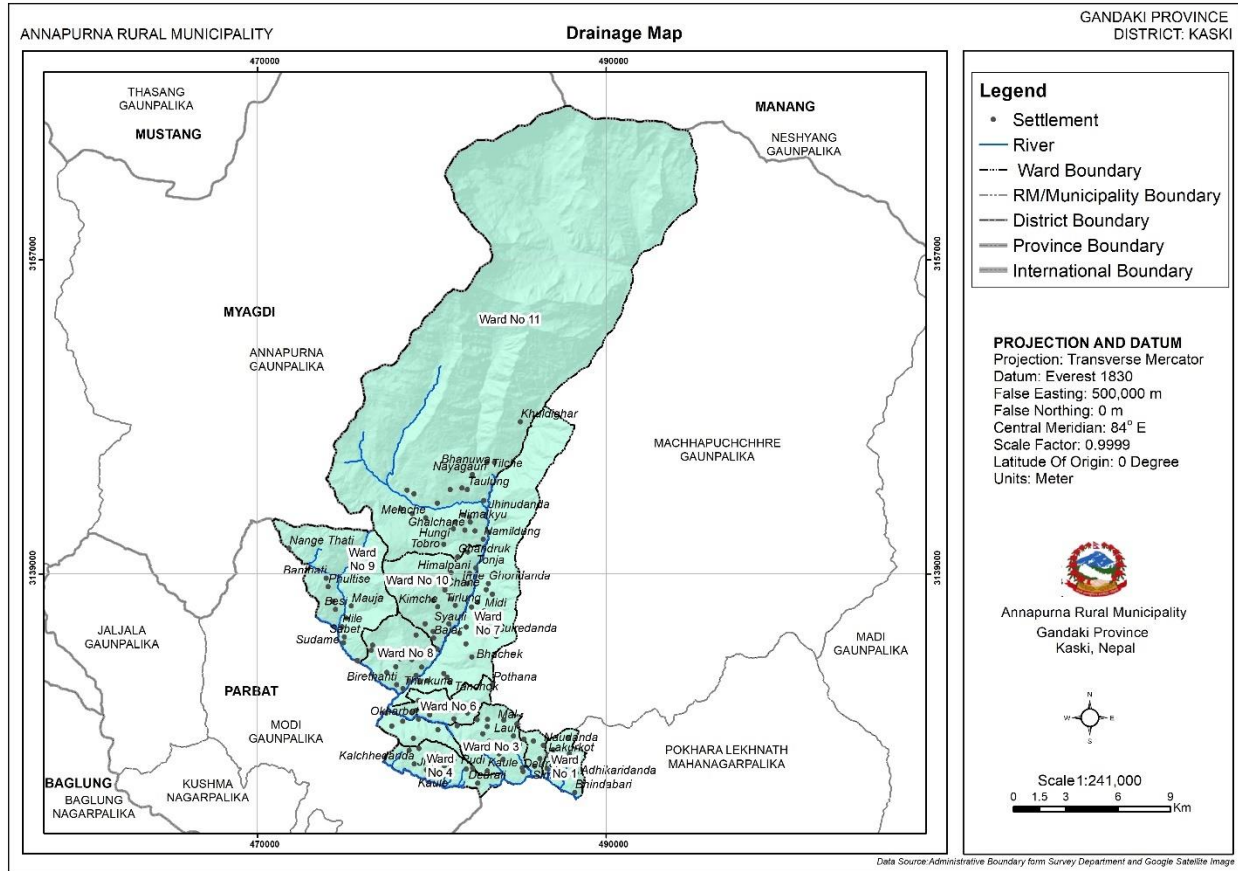 ANNAPURNA RURAL MUNICIPALITY
Drainage Map
GANDAKI PROVINCE
DISTRICT: KASKI
470000
490000
THASANG
GAUNPALIKA
MUSTANG
MANANG
NESHYANG
GAUNPALIKA
3157000
3157000
Ward No 11
MYAGDI
ANNAPURNA
GAUNPALIKA
Khuldighar
MACHHAPUCHCHHRE
GAUNPALIKA
Bhanuwa
Tilche
Nayagaun
Taulung
Jhinudanda
Melache
Himalkyu
Ghalchane
Hungi
Namildung
Tobro
Ghandruk
Nange Thati
Ward
No 9
Tonja
3139000
3139000
Himalpani
Banthati
Ward No 10
Ghoridanda
Phultise
Kimche
Tirlung
Midi
Besi
Mauja
Hile
Syauli
Ward
No 7
Sabet
Sudame
Ward No 8
Bhachek
Birethanti
Pothana
Tanchok
JALJALA
GAUNPALIKA
MADI
GAUNPALIKA
PARBAT
MODI
GAUNPALIKA
Ward No 6
Mal
Laul
Naudanda
Ward No 3
Lakurkot
Kalchhedanda
Ward
No 4
Rudi
Kaule
Ward
No 1
Adhikaridanda
Kaule
Deurali
Bhindabari
POKHARA LEKHNATH
MAHANAGARPALIKA
BAGLUNG
BAGLUNG
NAGARPALIKA
KUSHMA
NAGARPALIKA
470000
490000
Legend
Settlement
River
Ward Boundary
RM/Municipality Boundary
District Boundary
Province Boundary
International Boundary
PROJECTION AND DATUM
Projection: Transverse Mercator
Datum: Everest 1830
False Easting: 500,000 m
False Northing: 0 m
Central Meridian: 84° E
Scale Factor: 0.9999
Latitude Of Origin: 0 Degree
Units: Meter
Annapurna Rural Municipality
Gandaki Province
Kaski, Nepal
N
W E
S
Scale 1:241,000
0 1.5 3 6 9
Km
Data Source:Administrative Boundary form Survey Department and Google Satellite Image